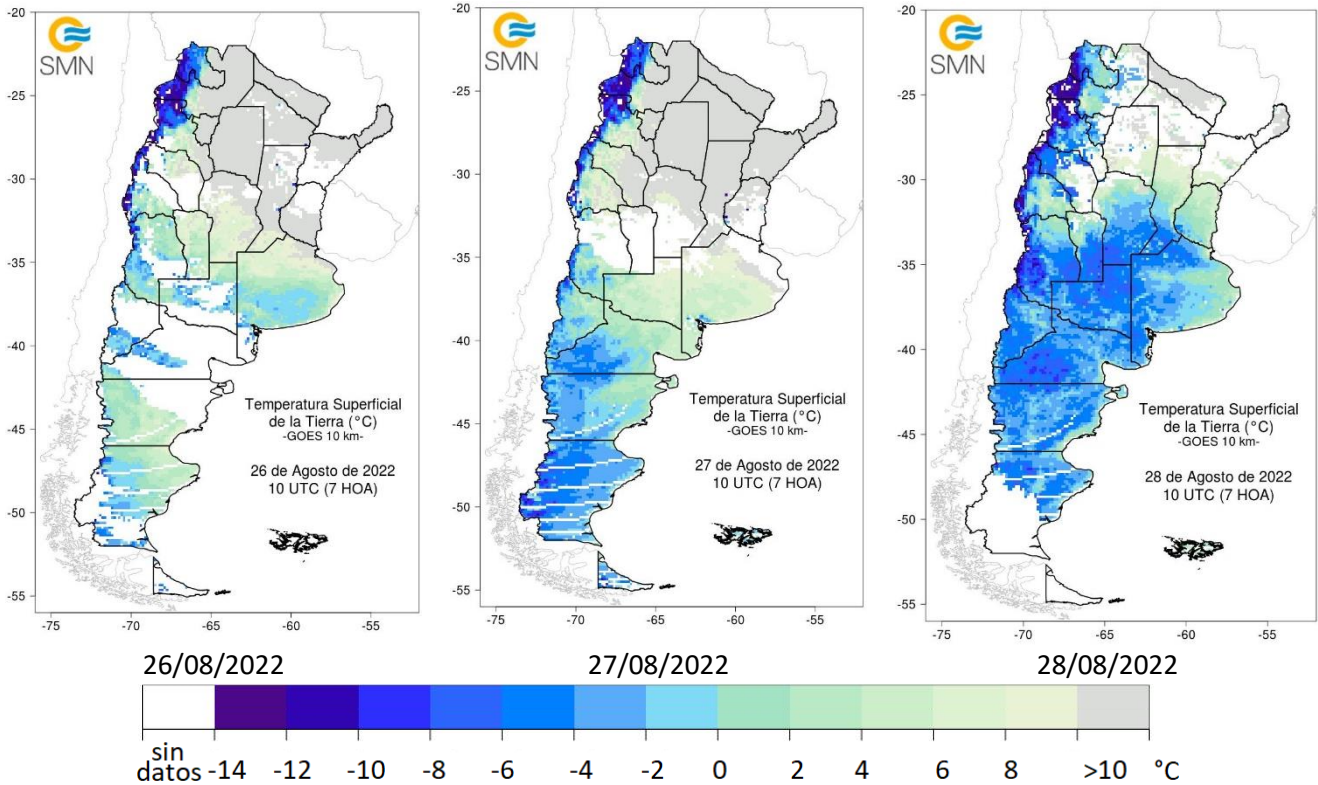 SMN
-20
-25
-30
-35
-40
-45
-50
-55
-75
-70
-65
-60
-55
Temperatura Superficial
de la Tierra (°C)
-GOES 10 km-
26 de Agosto de 2022
10 UTC (7 HOA)
SMN
-20
-25
-30
-35
-40
-45
-50
-55
-75
-70
-65
-60
-55
Temperatura Superficial
de la Tierra (°C)
-GOES 10 km-
27 de Agosto de 2022
10 UTC (7 HOA)
SMN
-20
-25
-30
-35
-40
-45
-50
-55
-75
-70
-65
-60
-55
Temperatura Superficial
de la Tierra (°C)
-GOES 10 km-
28 de Agosto de 2022
10 UTC (7 HOA)
26/08/2022 27/08/2022 28/08/2022
sin
datos -14 -12 -10 -8 -6 -4 -2 0 2 4 6 8 >10 °C